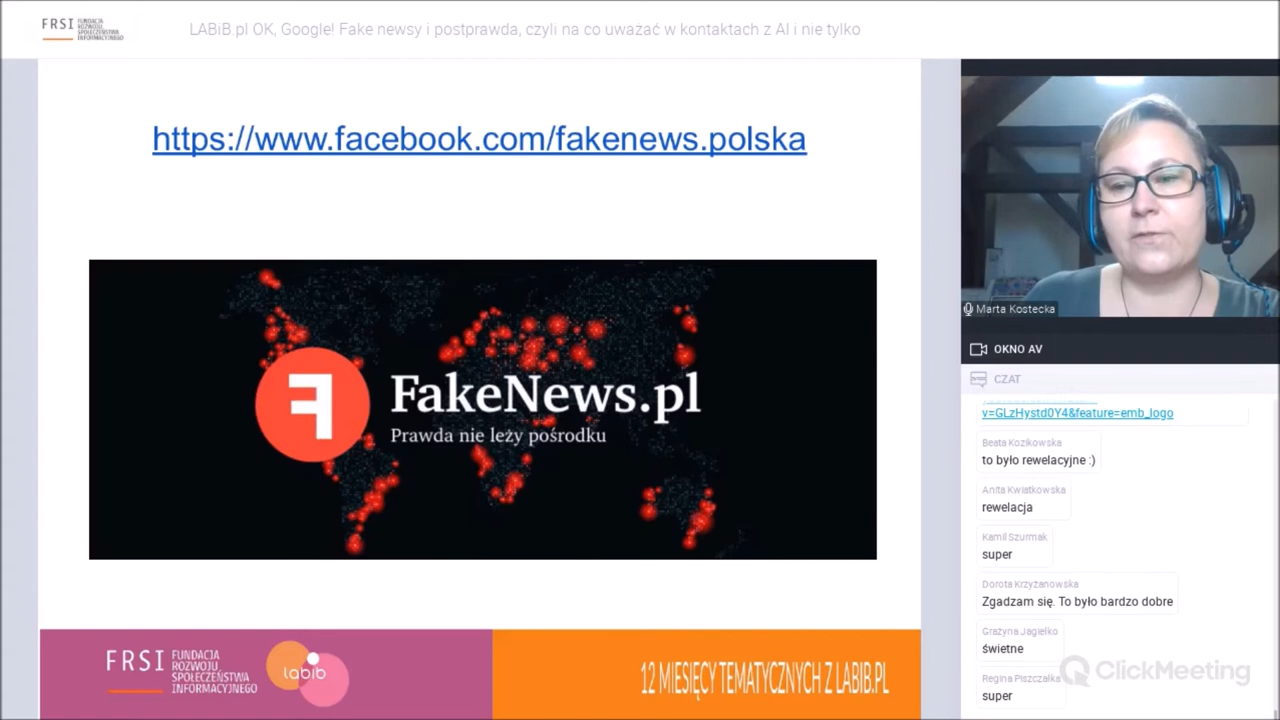 FRSI
FUNDACJA
ROZWOJU
SPOŁECZEŃSTWA
INFORMACYJNEGO
LABiB.pl OK, Google! Fake newsy i postprawda, czyli na co uważać w kontaktach z AI i nie tylko
https://www.facebook.com/fakenews.polska
FakeNews.pl
Prawda nie leży pośrodku
FRSI
FUNDACJA
ROZWOJU
SPOŁECZEŃSTWA
INFORMACYJNEGO
labib
12 MIESIĘCY TEMATYCZNYCH Z LABIB.PL
Marta Kostecka
OKNO AV
CZAT
v=GLzHystd0Y4&feature=emb_logo
Beata Kozikowska
to było rewelacyjne :)
Anita Kwiatkowska
rewelacja
Kamil Szurmak
super
Dorota Krzyżanowska
Zgadzam się. To było bardzo dobre
Grażyna Jagiełko
świetne
Regina Piszczałka
super
ClickMeeting